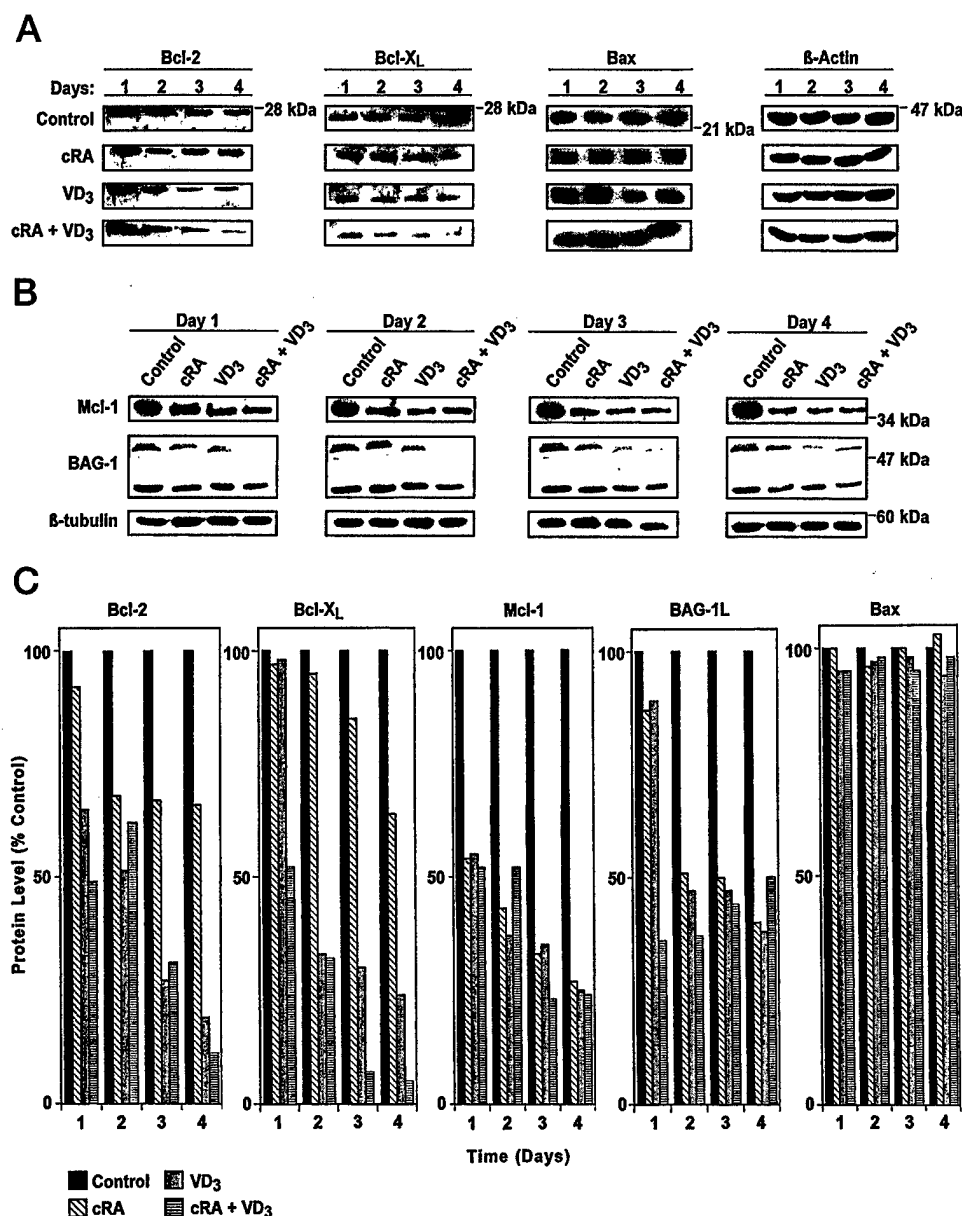 A
Bcl-2 Bcl-XL Bax ß-Actin
Days: 1 2 3 4 1 2 3 4 1 2 3 4 1 2 3 4
Control 28 kDa 28 kDa 21 kDa 47 kDa
cRA
VD3
cRA + VD3
B
Day 1 Day 2 Day 3 Day 4
Control cRA VD3 cRA + VD3 Control cRA VD3 cRA + VD3 Control cRA VD3 cRA + VD3 Control cRA VD3 cRA + VD3
Mcl-1 34 kDa
BAG-1 47 kDa
ß-tubulin 60 kDa
C
Bcl-2 Bcl-XL Mcl-1 BAG-1L Bax
100 100 100 100 100
50 50 50 50 50
0 0 0 0 0
1 2 3 4 1 2 3 4 1 2 3 4 1 2 3 4 1 2 3 4
Protein Level (% Control)
Time (Days)
Control VD3
cRA cRA + VD3